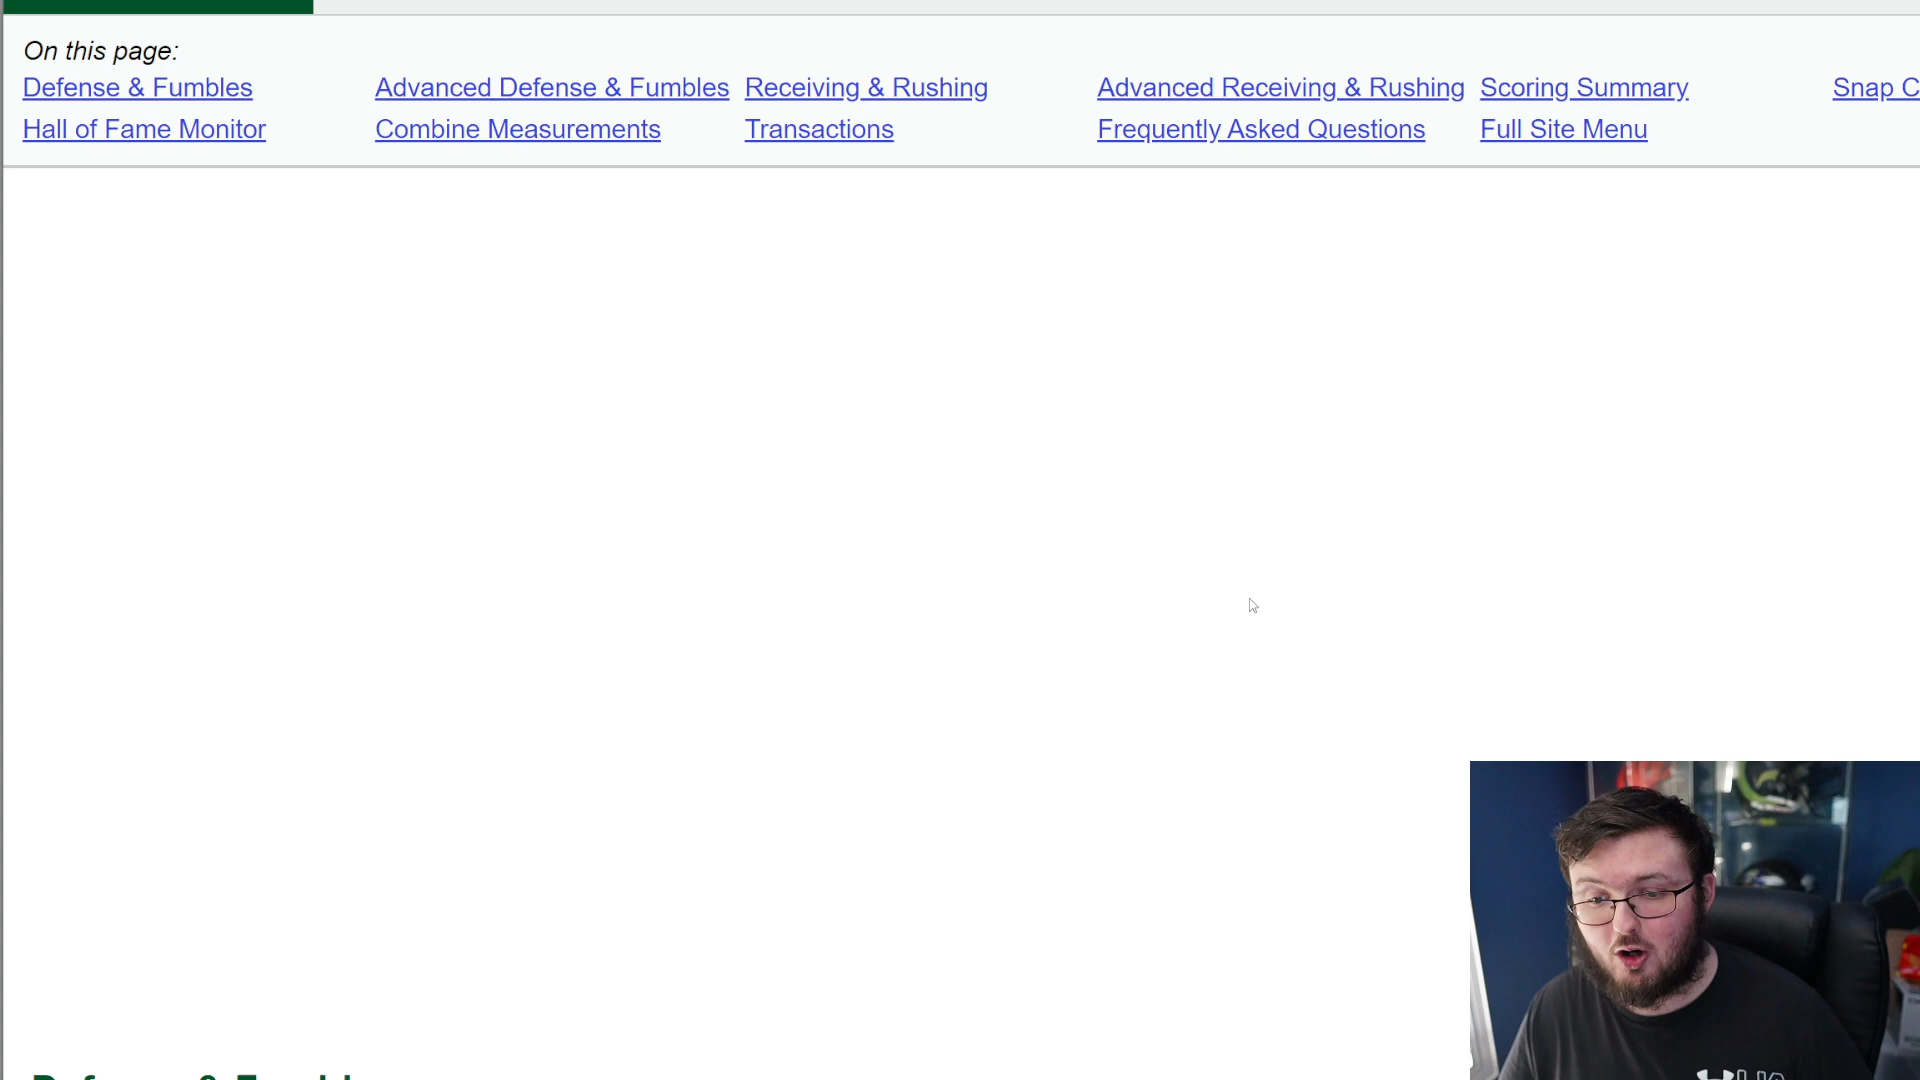 On this page:
Defense & Fumbles Advanced Defense & Fumbles Receiving & Rushing Advanced Receiving & Rushing Scoring Summary Snap C
Hall of Fame Monitor Combine Measurements Transactions Frequently Asked Questions Full Site Menu